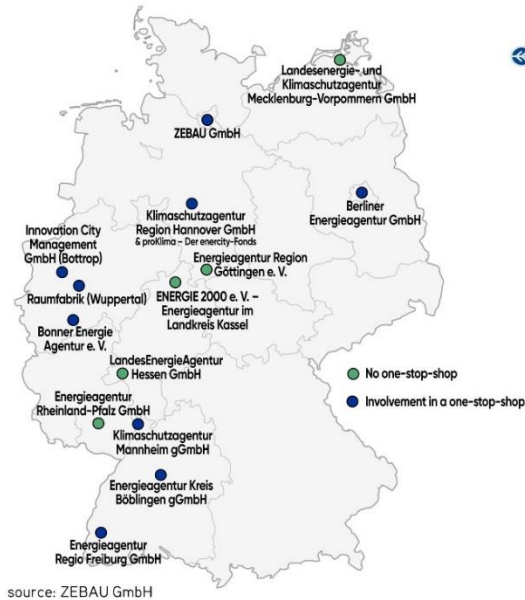 Landesenergie- und
Klimaschutzagentur
Mecklenburg-Vorpommern GmbH
ZEBAU GmbH
Klimaschutzagentur
Region Hannover GmbH
& proKlima – Der enercity-Fonds
Berliner
Energieagentur GmbH
Innovation City
Management
GmbH (Bottrop)
Energieagentur Region
Göttingen e. V.
Raumfabrik (Wuppertal)
ENERGIE 2000 e. V. –
Energieagentur im
Landkreis Kassel
Bonner Energie
Agentur e. V.
LandesEnergieAgentur
Hessen GmbH
No one-stop-shop
Energieagentur
Rheinland-Pfalz GmbH
Involvement in a one-stop-shop
Klimaschutzagentur
Mannheim gGmbH
Energieagentur Kreis
Böblingen gGmbH
Energieagentur
Regio Freiburg GmbH
source: ZEBAU GmbH